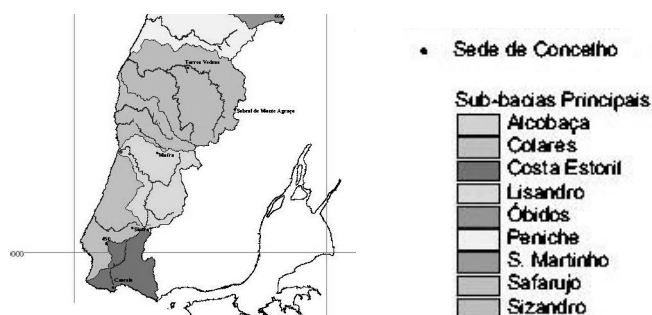 Torres Vedras
Sobral de Monte Agraço
Mafra
Sintra
Cascais
Sede de Concelho
Sub-bacias Principais
Alcobaça
Colares
Costa Estoril
Lisandro
Óbidos
Peniche
S. Martinho
Safarujo
Sizandro